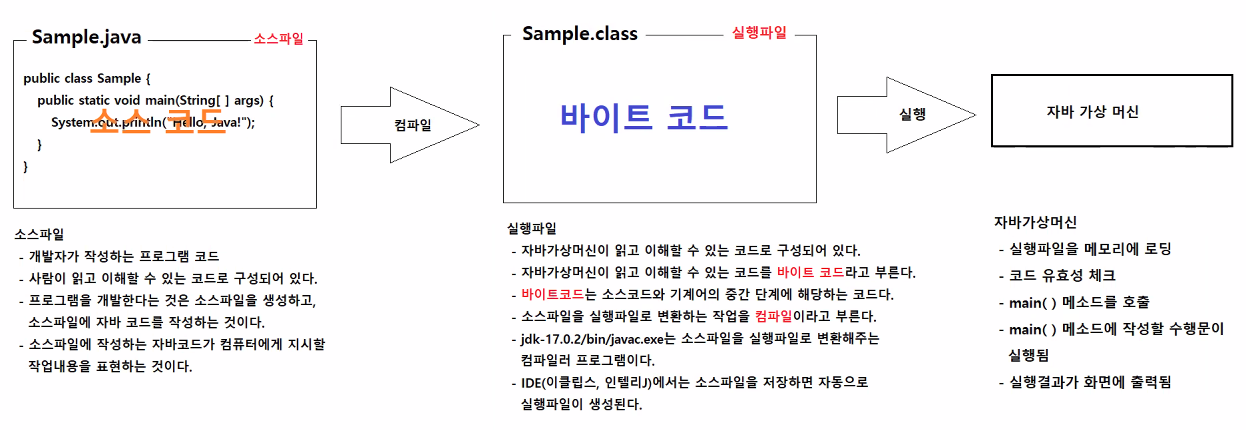 Sample.java
소스파일
public class Sample {
public static void main(String[ ] args) {
System.out.println("Hello, Java!");
}
}
소스 코드
컴파일
Sample.class
실행파일
바이트 코드
실행
자바 가상 머신
소스파일
- 개발자가 작성하는 프로그램 코드
- 사람이 읽고 이해할 수 있는 코드로 구성되어 있다.
- 프로그램을 개발한다는 것은 소스파일을 생성하고,
소스파일에 자바 코드를 작성하는 것이다.
- 소스파일에 작성하는 자바코드가 컴퓨터에게 지시할
작업내용을 표현하는 것이다.
실행파일
- 자바가상머신이 읽고 이해할 수 있는 코드로 구성되어 있다.
- 자바가상머신이 읽고 이해할 수 있는 코드를 바이트 코드라고 부른다.
- 바이트코드는 소스코드와 기계어의 중간 단계에 해당하는 코드다.
- 소스파일을 실행파일로 변환하는 작업을 컴파일이라고 부른다.
- jdk-17.0.2/bin/javac.exe는 소스파일을 실행파일로 변환해주는
컴파일러 프로그램이다.
- IDE(이클립스, 인텔리J)에서는 소스파일을 저장하면 자동으로
실행파일이 생성된다.
자바가상머신
- 실행파일을 메모리에 로딩
- 코드 유효성 체크
- main( ) 메소드를 호출
- main( ) 메소드에 작성할 수행문이
실행됨
- 실행결과가 화면에 출력됨